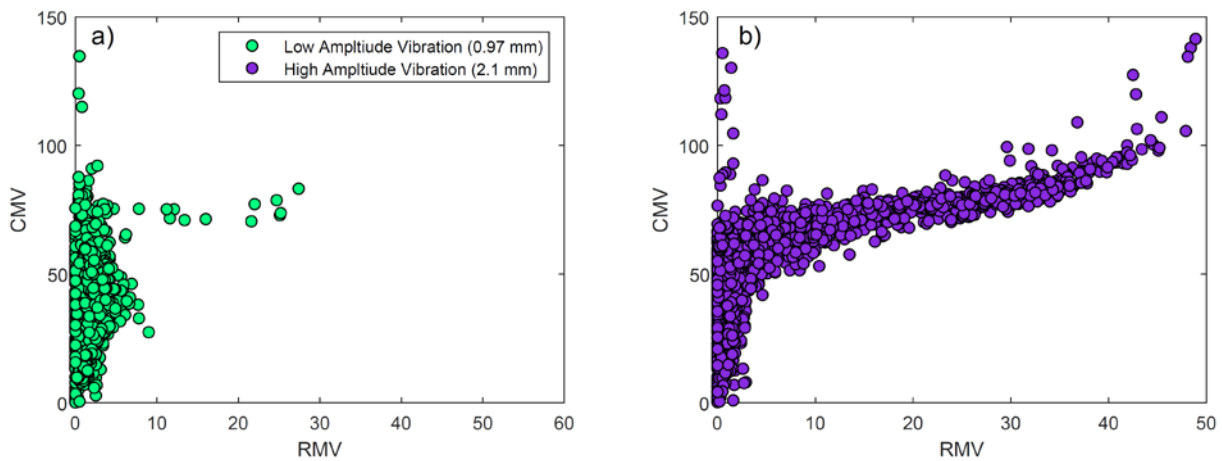 a)
Low Ampltiude Vibration (0.97 mm)
High Ampltiude Vibration (2.1 mm)
150
100
50
0
CMV
0 10 20 30 40 50 60
RMV
b)
150
100
50
0
CMV
0 10 20 30 40 50
RMV